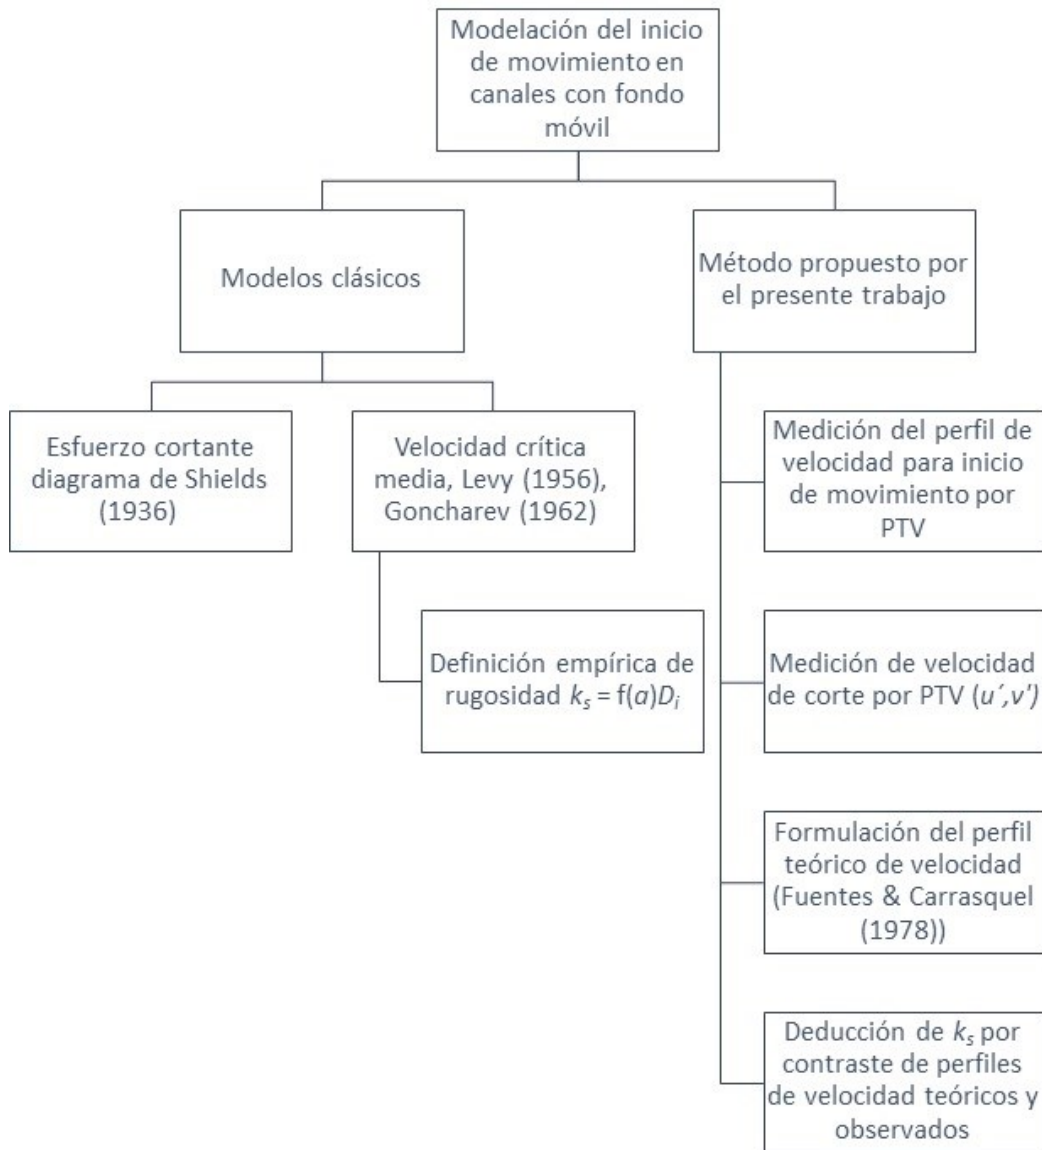 Modelación del inicio
de movimiento en
canales con fondo
móvil
Modelos clásicos
Método propuesto por
el presente trabajo
Esfuerzo cortante
diagrama de Shields
(1936)
Velocidad crítica
media, Levy (1956),
Goncharev (1962)
Definición empírica de
rugosidad kₛ = f(a)Dᵢ
Medición del perfil de
velocidad para inicio
de movimiento por
PTV
Medición de velocidad
de corte por PTV (u´,v')
Formulación del perfil
teórico de velocidad
(Fuentes & Carrasquel
(1978))
Deducción de kₛ por
contraste de perfiles
de velocidad teóricos y
observados